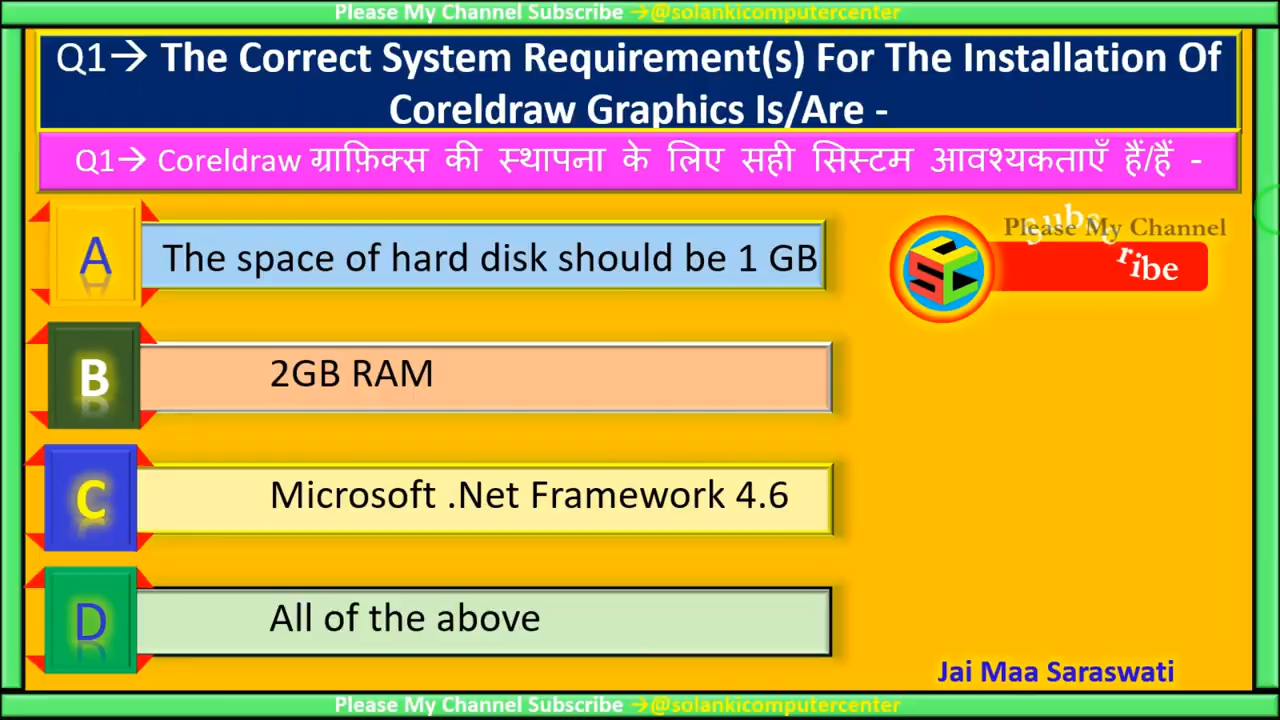 Please My Channel Subscribe →@solankicomputercenter
Q1→ The Correct System Requirement(s) For The Installation Of
Coreldraw Graphics Is/Are -
Q1→ Coreldraw ग्राफ़िक्स की स्थापना के लिए सही सिस्टम आवश्यकताएँ हैं/हैं -
A The space of hard disk should be 1 GB
Please My Channel
Subscribe
SCC
B 2GB RAM
C Microsoft .Net Framework 4.6
D All of the above
Jai Maa Saraswati
Please My Channel Subscribe →@solankicomputercenter